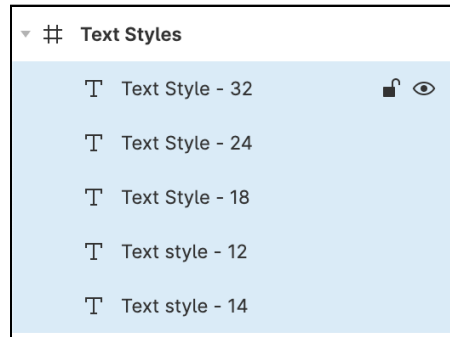 Text Styles
Text Style - 32
Text Style - 24
Text Style - 18
Text style - 12
Text style - 14